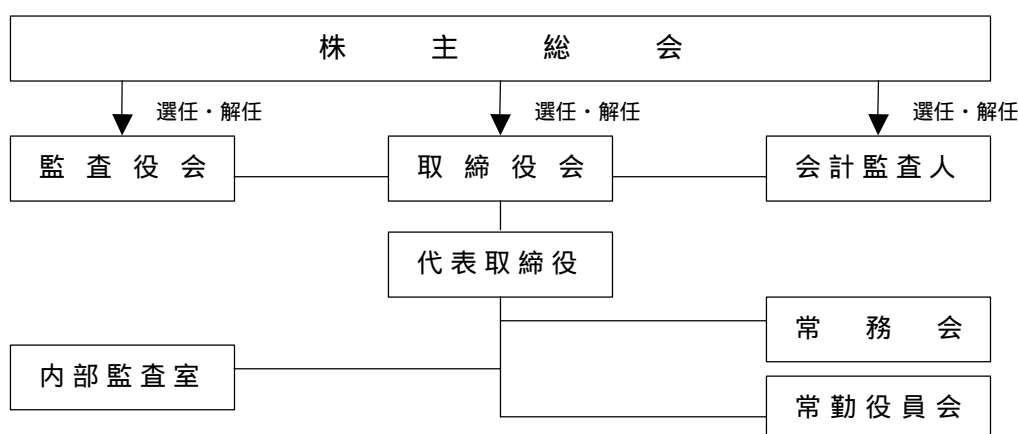 株主総会
選任・解任
選任・解任
選任・解任
監査役会
取締役会
会計監査人
代表取締役
常務会
内部監査室
常勤役員会